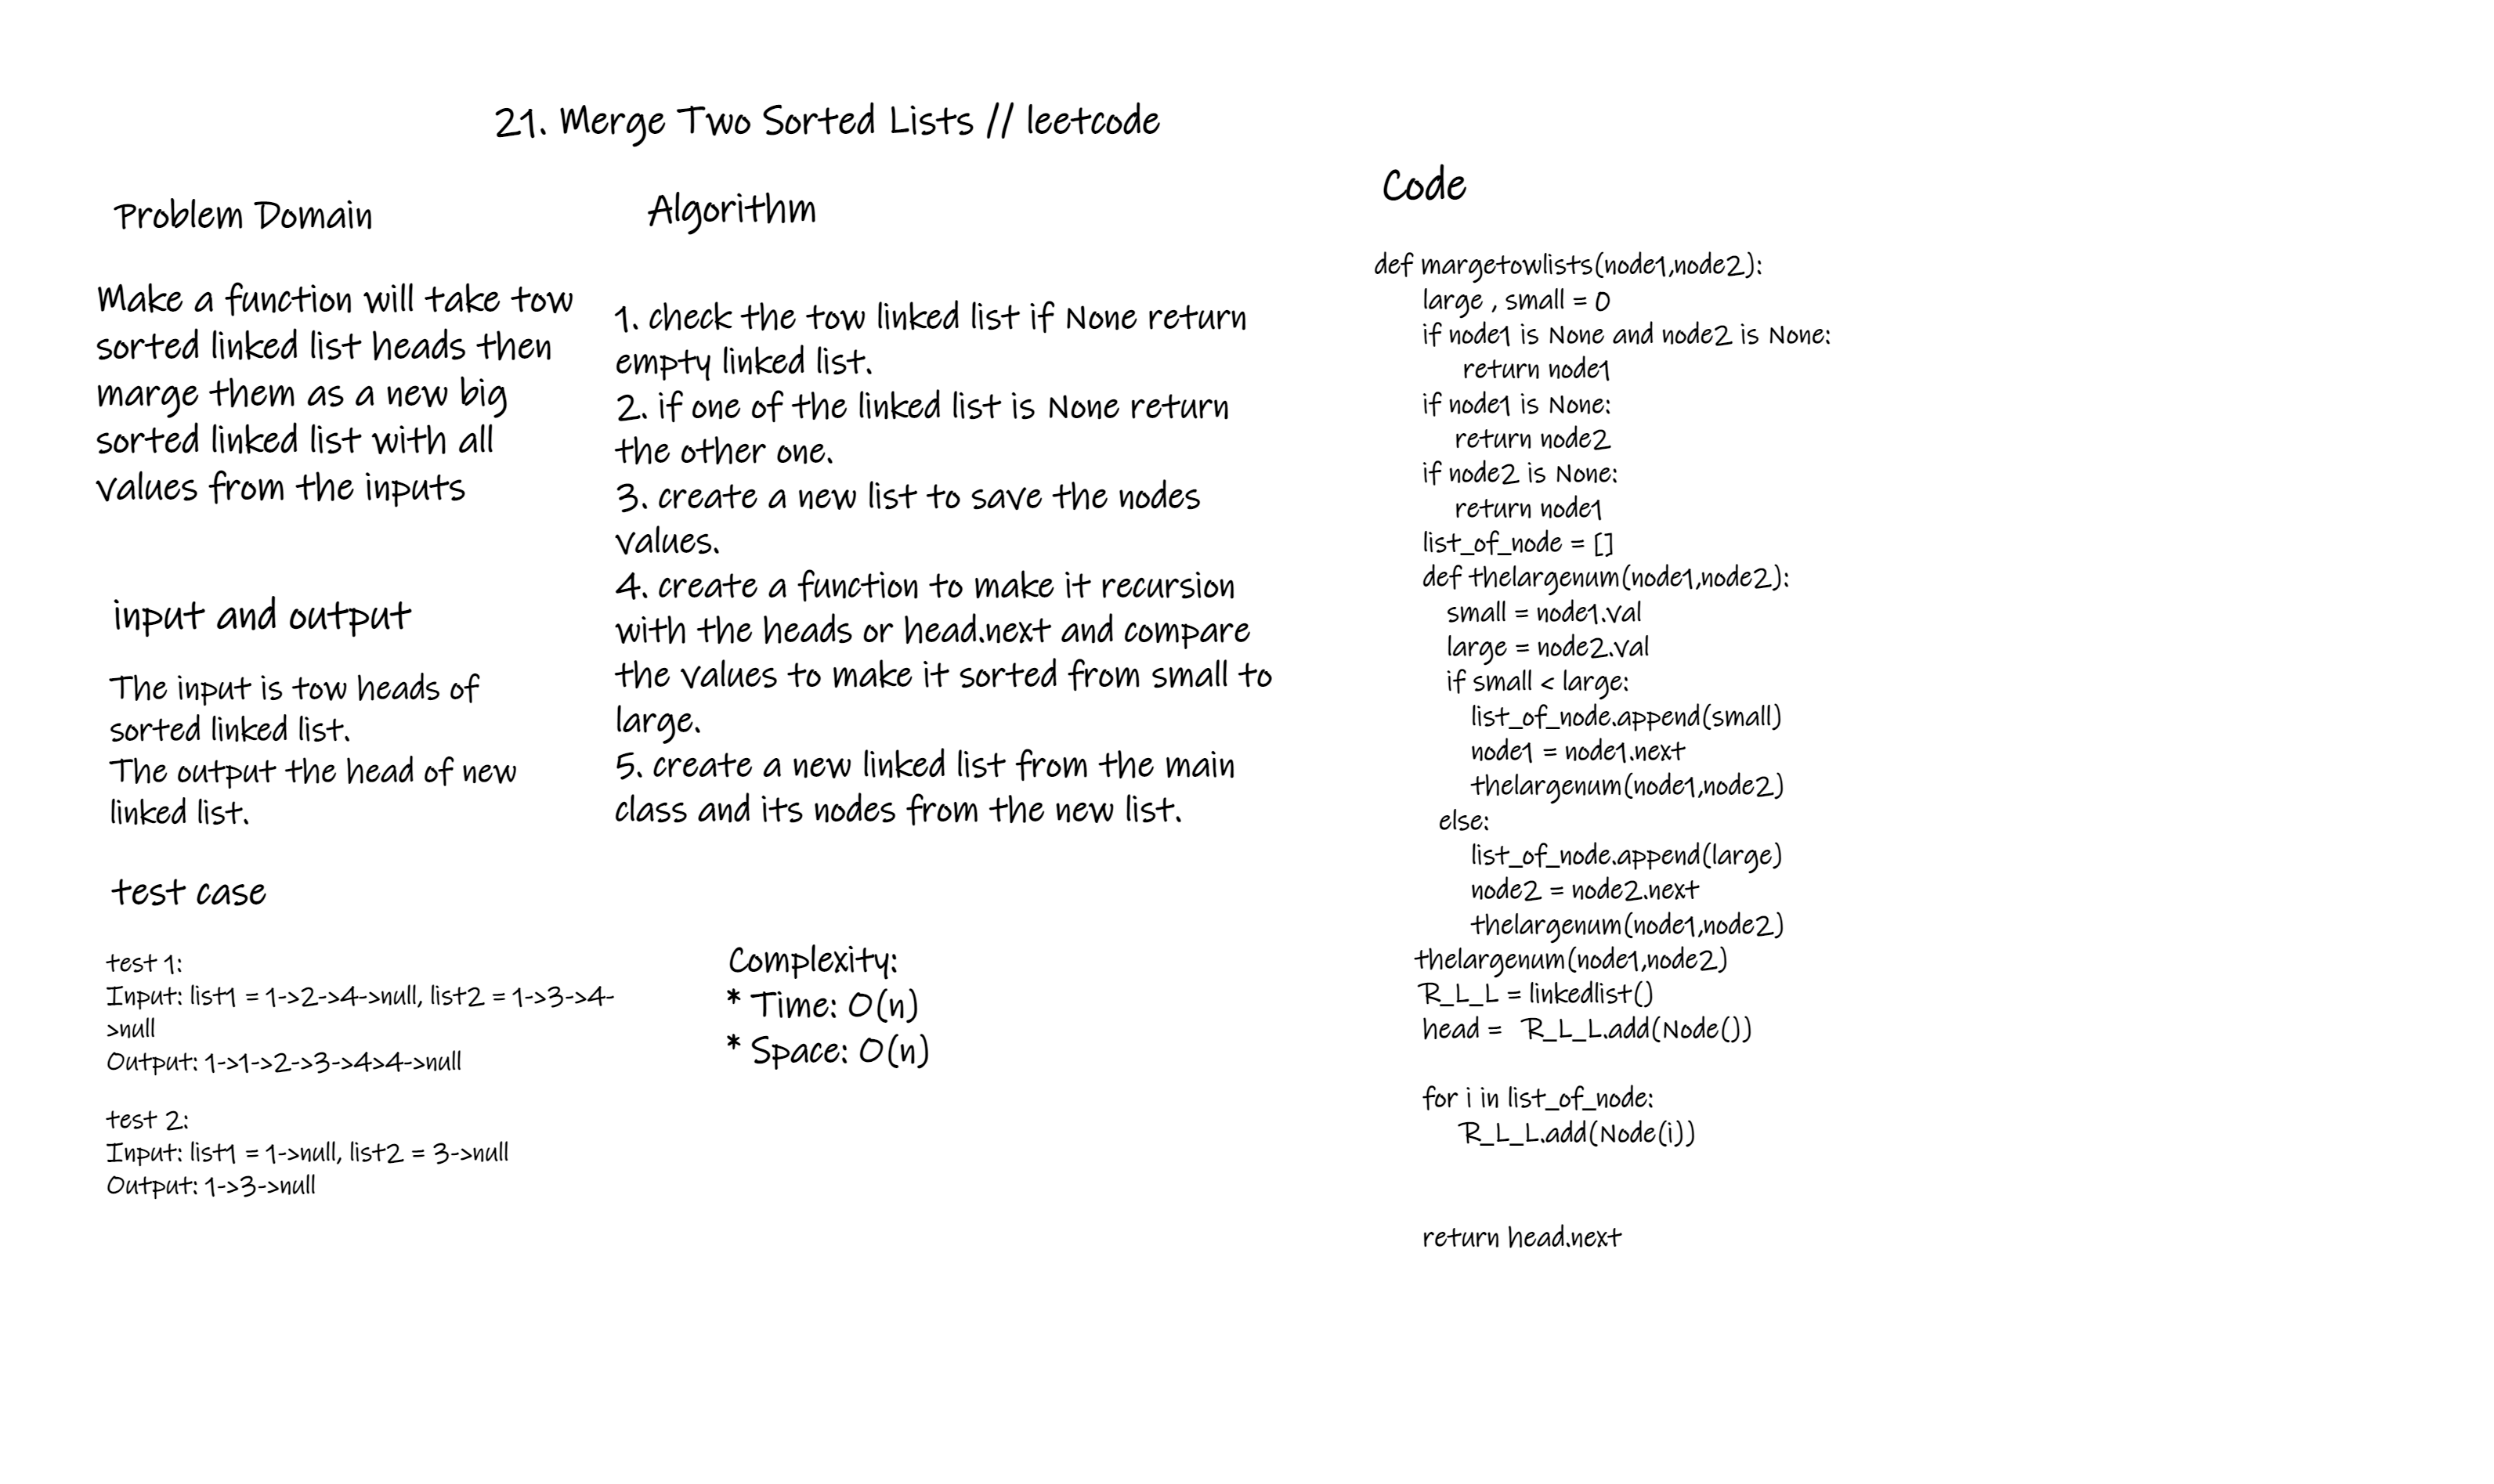 21. Merge Two Sorted Lists // leetcode
Problem Domain
Make a function will take tow
sorted linked list heads then
marge them as a new big
sorted linked list with all
values from the inputs
input and output
The input is tow heads of
sorted linked list.
The output the head of new
linked list.
test case
test 1:
Input: list1 = 1->2->4->null, list2 = 1->3->4-
>null
Output: 1->1->2->3->4>4->null
test 2:
Input: list1 = 1->null, list2 = 3->null
Output: 1->3->null
Algorithm
1. check the tow linked list if None return
empty linked list.
2. if one of the linked list is None return
the other one.
3. create a new list to save the nodes
values.
4. create a function to make it recursion
with the heads or head.next and compare
the values to make it sorted from small to
large.
5. create a new linked list from the main
class and its nodes from the new list.
Complexity:
* Time: O(n)
* Space: O(n)
Code
def margetowlists(node1,node2):
large , small = 0
if node1 is None and node2 is None:
return node1
if node1 is None:
return node2
if node2 is None:
return node1
list_of_node = []
def thelargenum(node1,node2):
small = node1.val
large = node2.val
if small < large:
list_of_node.append(small)
node1 = node1.next
thelargenum(node1,node2)
else:
list_of_node.append(large)
node2 = node2.next
thelargenum(node1,node2)
thelargenum(node1,node2)
R_L_L = linkedlist()
head = R_L_L.add(Node())
for i in list_of_node:
R_L_L.add(Node(i))
return head.next